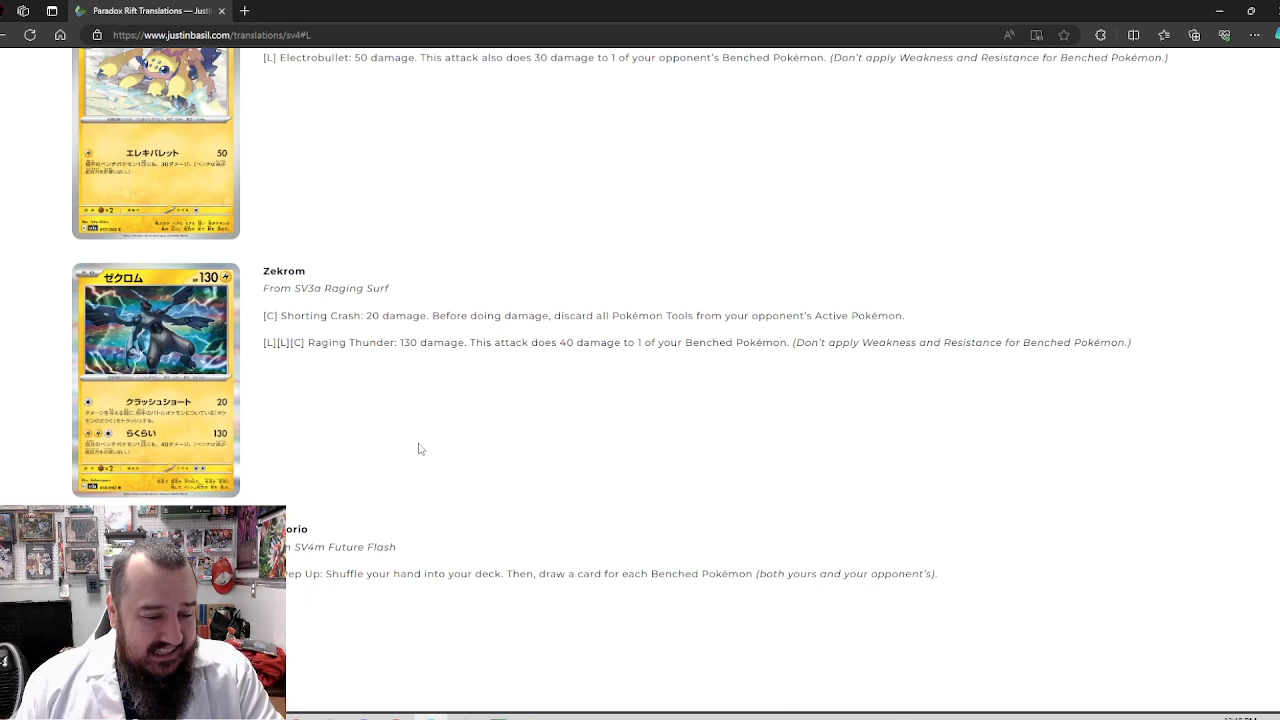 Paradox Rift Translations — Justi
https://www.justinbasil.com/translations/sv4#L
[L] Electrobullet: 50 damage. This attack also does 30 damage to 1 of your opponent's Benched Pokémon. (Don't apply Weakness and Resistance for Benched Pokémon.)
エレキバレット 50
017/062 C
Zekrom
From SV3a Raging Surf
[C] Shorting Crash: 20 damage. Before doing damage, discard all Pokémon Tools from your opponent's Active Pokémon.
[L][L][C] Raging Thunder: 130 damage. This attack does 40 damage to 1 of your Benched Pokémon. (Don't apply Weakness and Resistance for Benched Pokémon.)
ゼクロム HP 130
クラッシュショート 20
らくらい 130
orio
SV4m Future Flash
ep Up: Shuffle your hand into your deck. Then, draw a card for each Benched Pokémon (both yours and your opponent's).